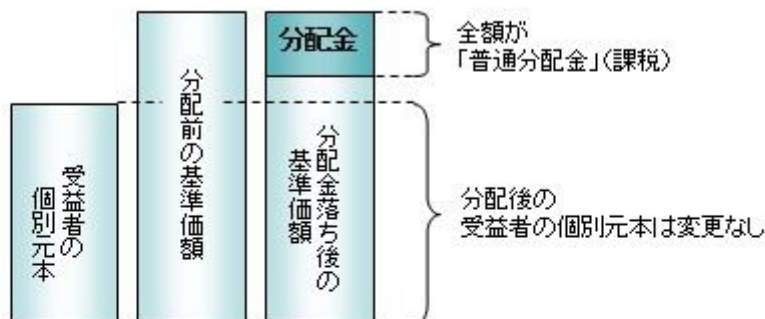 受益者の
個別元本
分配前の基準価額
分配金
分配金落ち後の
基準価額
全額が
「普通分配金」(課税)
分配後の
受益者の個別元本は変更なし